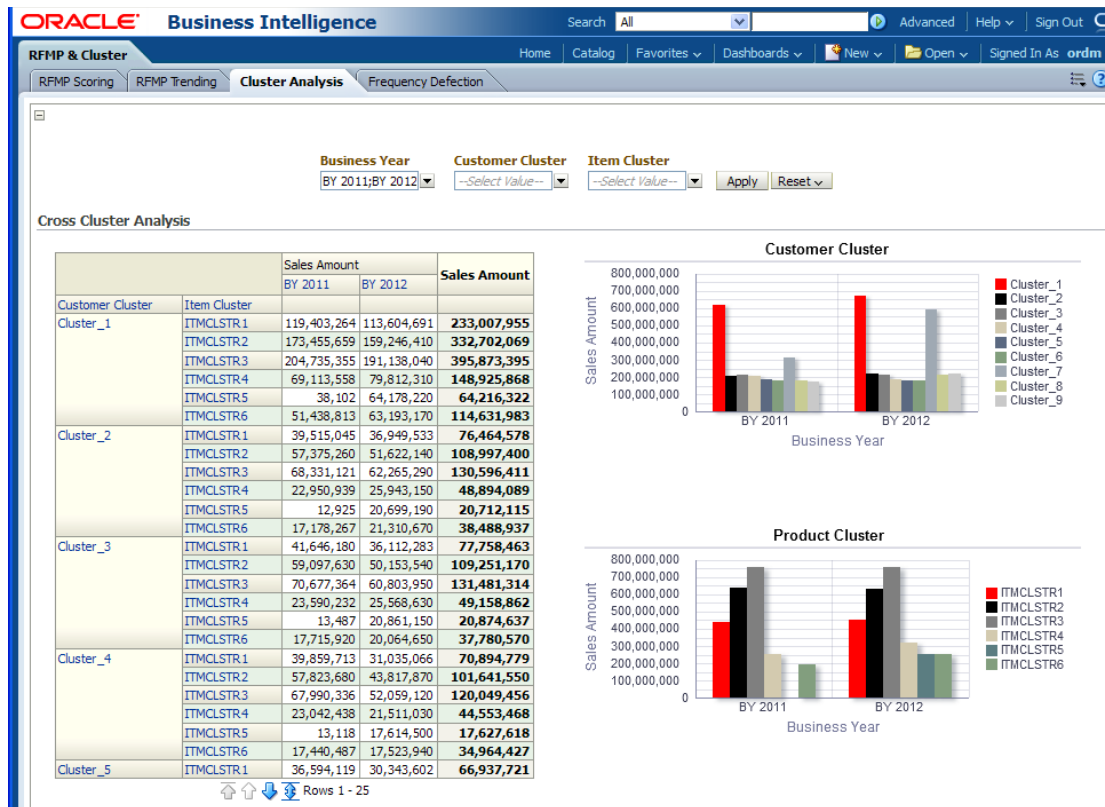 ORACLE Business Intelligence Search All Advanced Help Sign Out
RFMP & Cluster Home Catalog Favorites Dashboards New Open Signed In As ordm
RFMP Scoring RFMP Trending Cluster Analysis Frequency Defection
Business Year Customer Cluster Item Cluster
BY 2011;BY 2012 --Select Value-- --Select Value-- Apply Reset
Cross Cluster Analysis
Sales Amount Sales Amount
BY 2011 BY 2012
Customer Cluster Item Cluster
Cluster_1 ITMCLSTR1 119,403,264 113,604,691 233,007,955
ITMCLSTR2 173,455,659 159,246,410 332,702,069
ITMCLSTR3 204,735,355 191,138,040 395,873,395
ITMCLSTR4 69,113,558 79,812,310 148,925,868
ITMCLSTR5 38,102 64,178,220 64,216,322
ITMCLSTR6 51,438,813 63,193,170 114,631,983
Cluster_2 ITMCLSTR1 39,515,045 36,949,533 76,464,578
ITMCLSTR2 57,375,260 51,622,140 108,997,400
ITMCLSTR3 68,331,121 62,265,290 130,596,411
ITMCLSTR4 22,950,939 25,943,150 48,894,089
ITMCLSTR5 12,925 20,699,190 20,712,115
ITMCLSTR6 17,178,267 21,310,670 38,488,937
Cluster_3 ITMCLSTR1 41,646,180 36,112,283 77,758,463
ITMCLSTR2 59,097,630 50,153,540 109,251,170
ITMCLSTR3 70,677,364 60,803,950 131,481,314
ITMCLSTR4 23,590,232 25,568,630 49,158,862
ITMCLSTR5 13,487 20,861,150 20,874,637
ITMCLSTR6 17,715,920 20,064,650 37,780,570
Cluster_4 ITMCLSTR1 39,859,713 31,035,066 70,894,779
ITMCLSTR2 57,823,680 43,817,870 101,641,550
ITMCLSTR3 67,990,336 52,059,120 120,049,456
ITMCLSTR4 23,042,438 21,511,030 44,553,468
ITMCLSTR5 13,118 17,614,500 17,627,618
ITMCLSTR6 17,440,487 17,523,940 34,964,427
Cluster_5 ITMCLSTR1 36,594,119 30,343,602 66,937,721
Rows 1 - 25
Customer Cluster
Sales Amount
800,000,000
700,000,000
600,000,000
500,000,000
400,000,000
300,000,000
200,000,000
100,000,000
0
BY 2011 BY 2012
Business Year
Cluster_1
Cluster_2
Cluster_3
Cluster_4
Cluster_5
Cluster_6
Cluster_7
Cluster_8
Cluster_9
Product Cluster
Sales Amount
800,000,000
700,000,000
600,000,000
500,000,000
400,000,000
300,000,000
200,000,000
100,000,000
0
BY 2011 BY 2012
Business Year
ITMCLSTR1
ITMCLSTR2
ITMCLSTR3
ITMCLSTR4
ITMCLSTR5
ITMCLSTR6